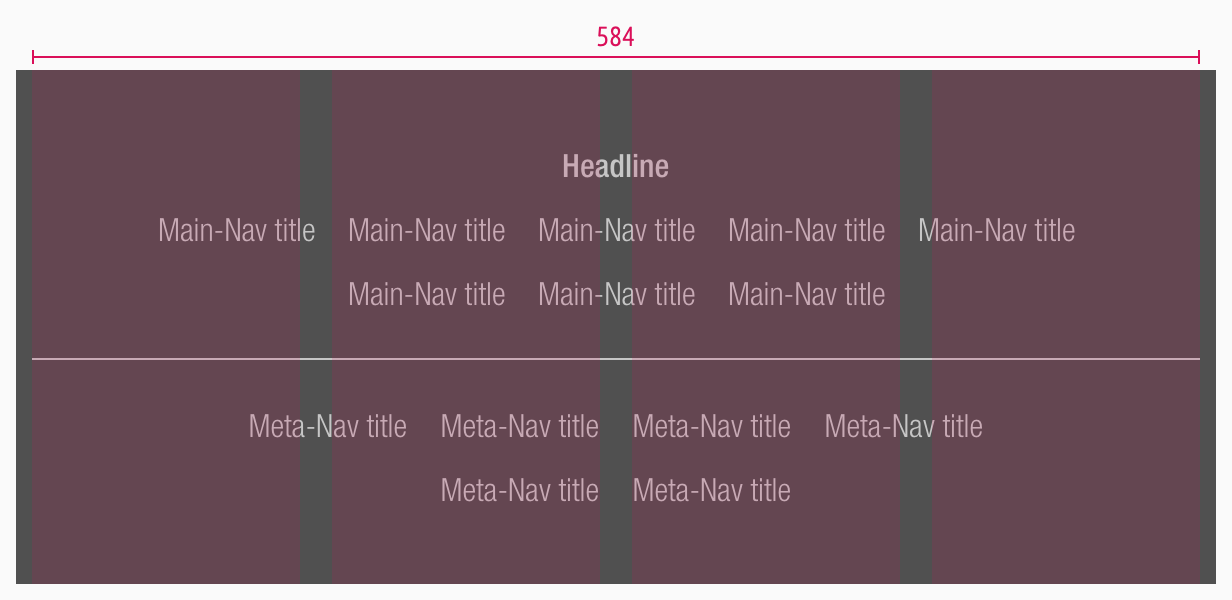 584
Headline
Main-Nav title Main-Nav title Main-Nav title Main-Nav title Main-Nav title
Main-Nav title Main-Nav title Main-Nav title
Meta-Nav title Meta-Nav title Meta-Nav title Meta-Nav title
Meta-Nav title Meta-Nav title